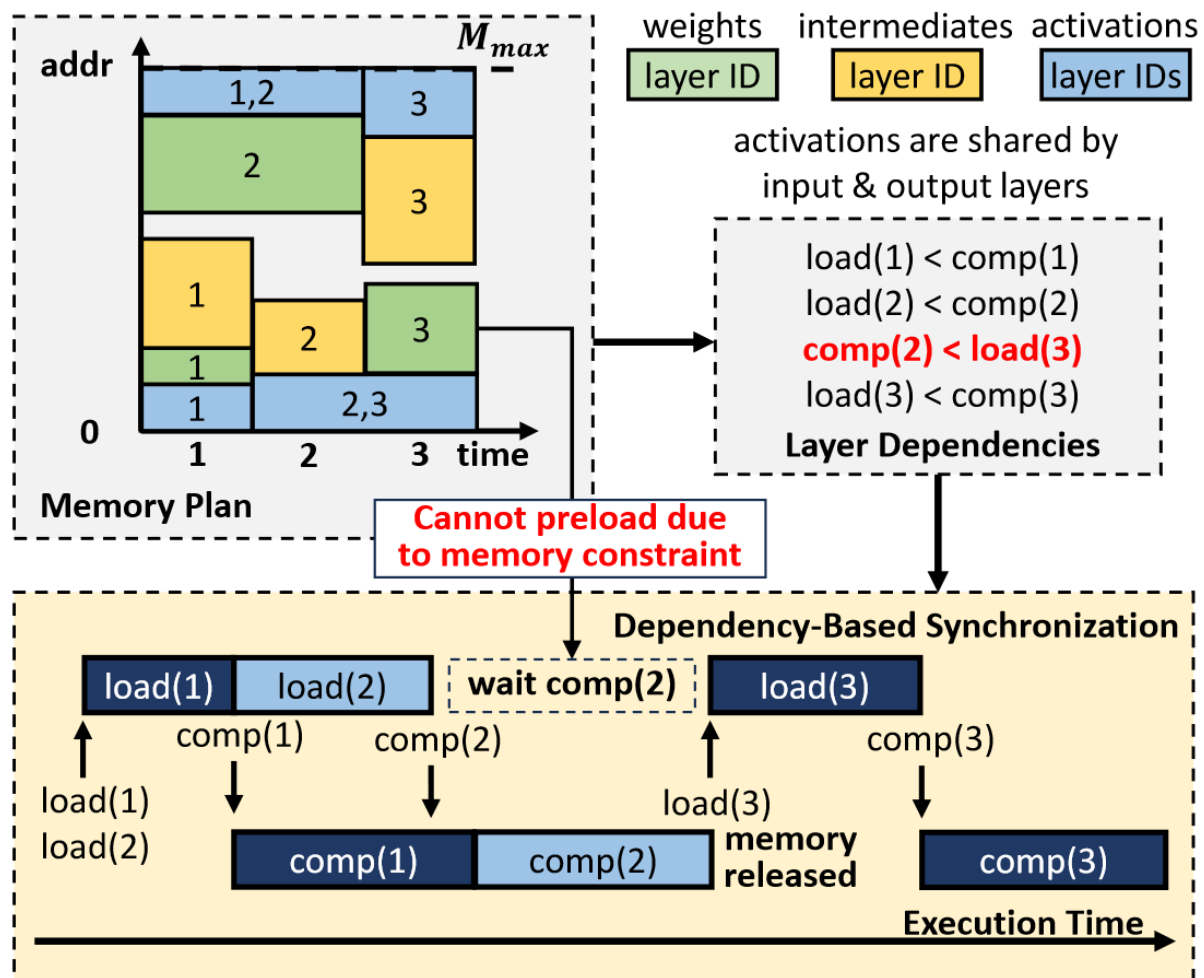 weights
intermediates
activations
layer ID
layer ID
layer IDs
activations are shared by
input & output layers
addr
M_max
1,2
3
2
3
1
1
2
3
1
2,3
0
1
2
3
time
Memory Plan
load(1) < comp(1)
load(2) < comp(2)
comp(2) < load(3)
load(3) < comp(3)
Layer Dependencies
Cannot preload due
to memory constraint
Dependency-Based Synchronization
load(1)
load(2)
wait comp(2)
load(3)
comp(1)
comp(2)
comp(3)
load(1)
load(2)
load(3)
comp(1)
comp(2)
memory
released
comp(3)
Execution Time